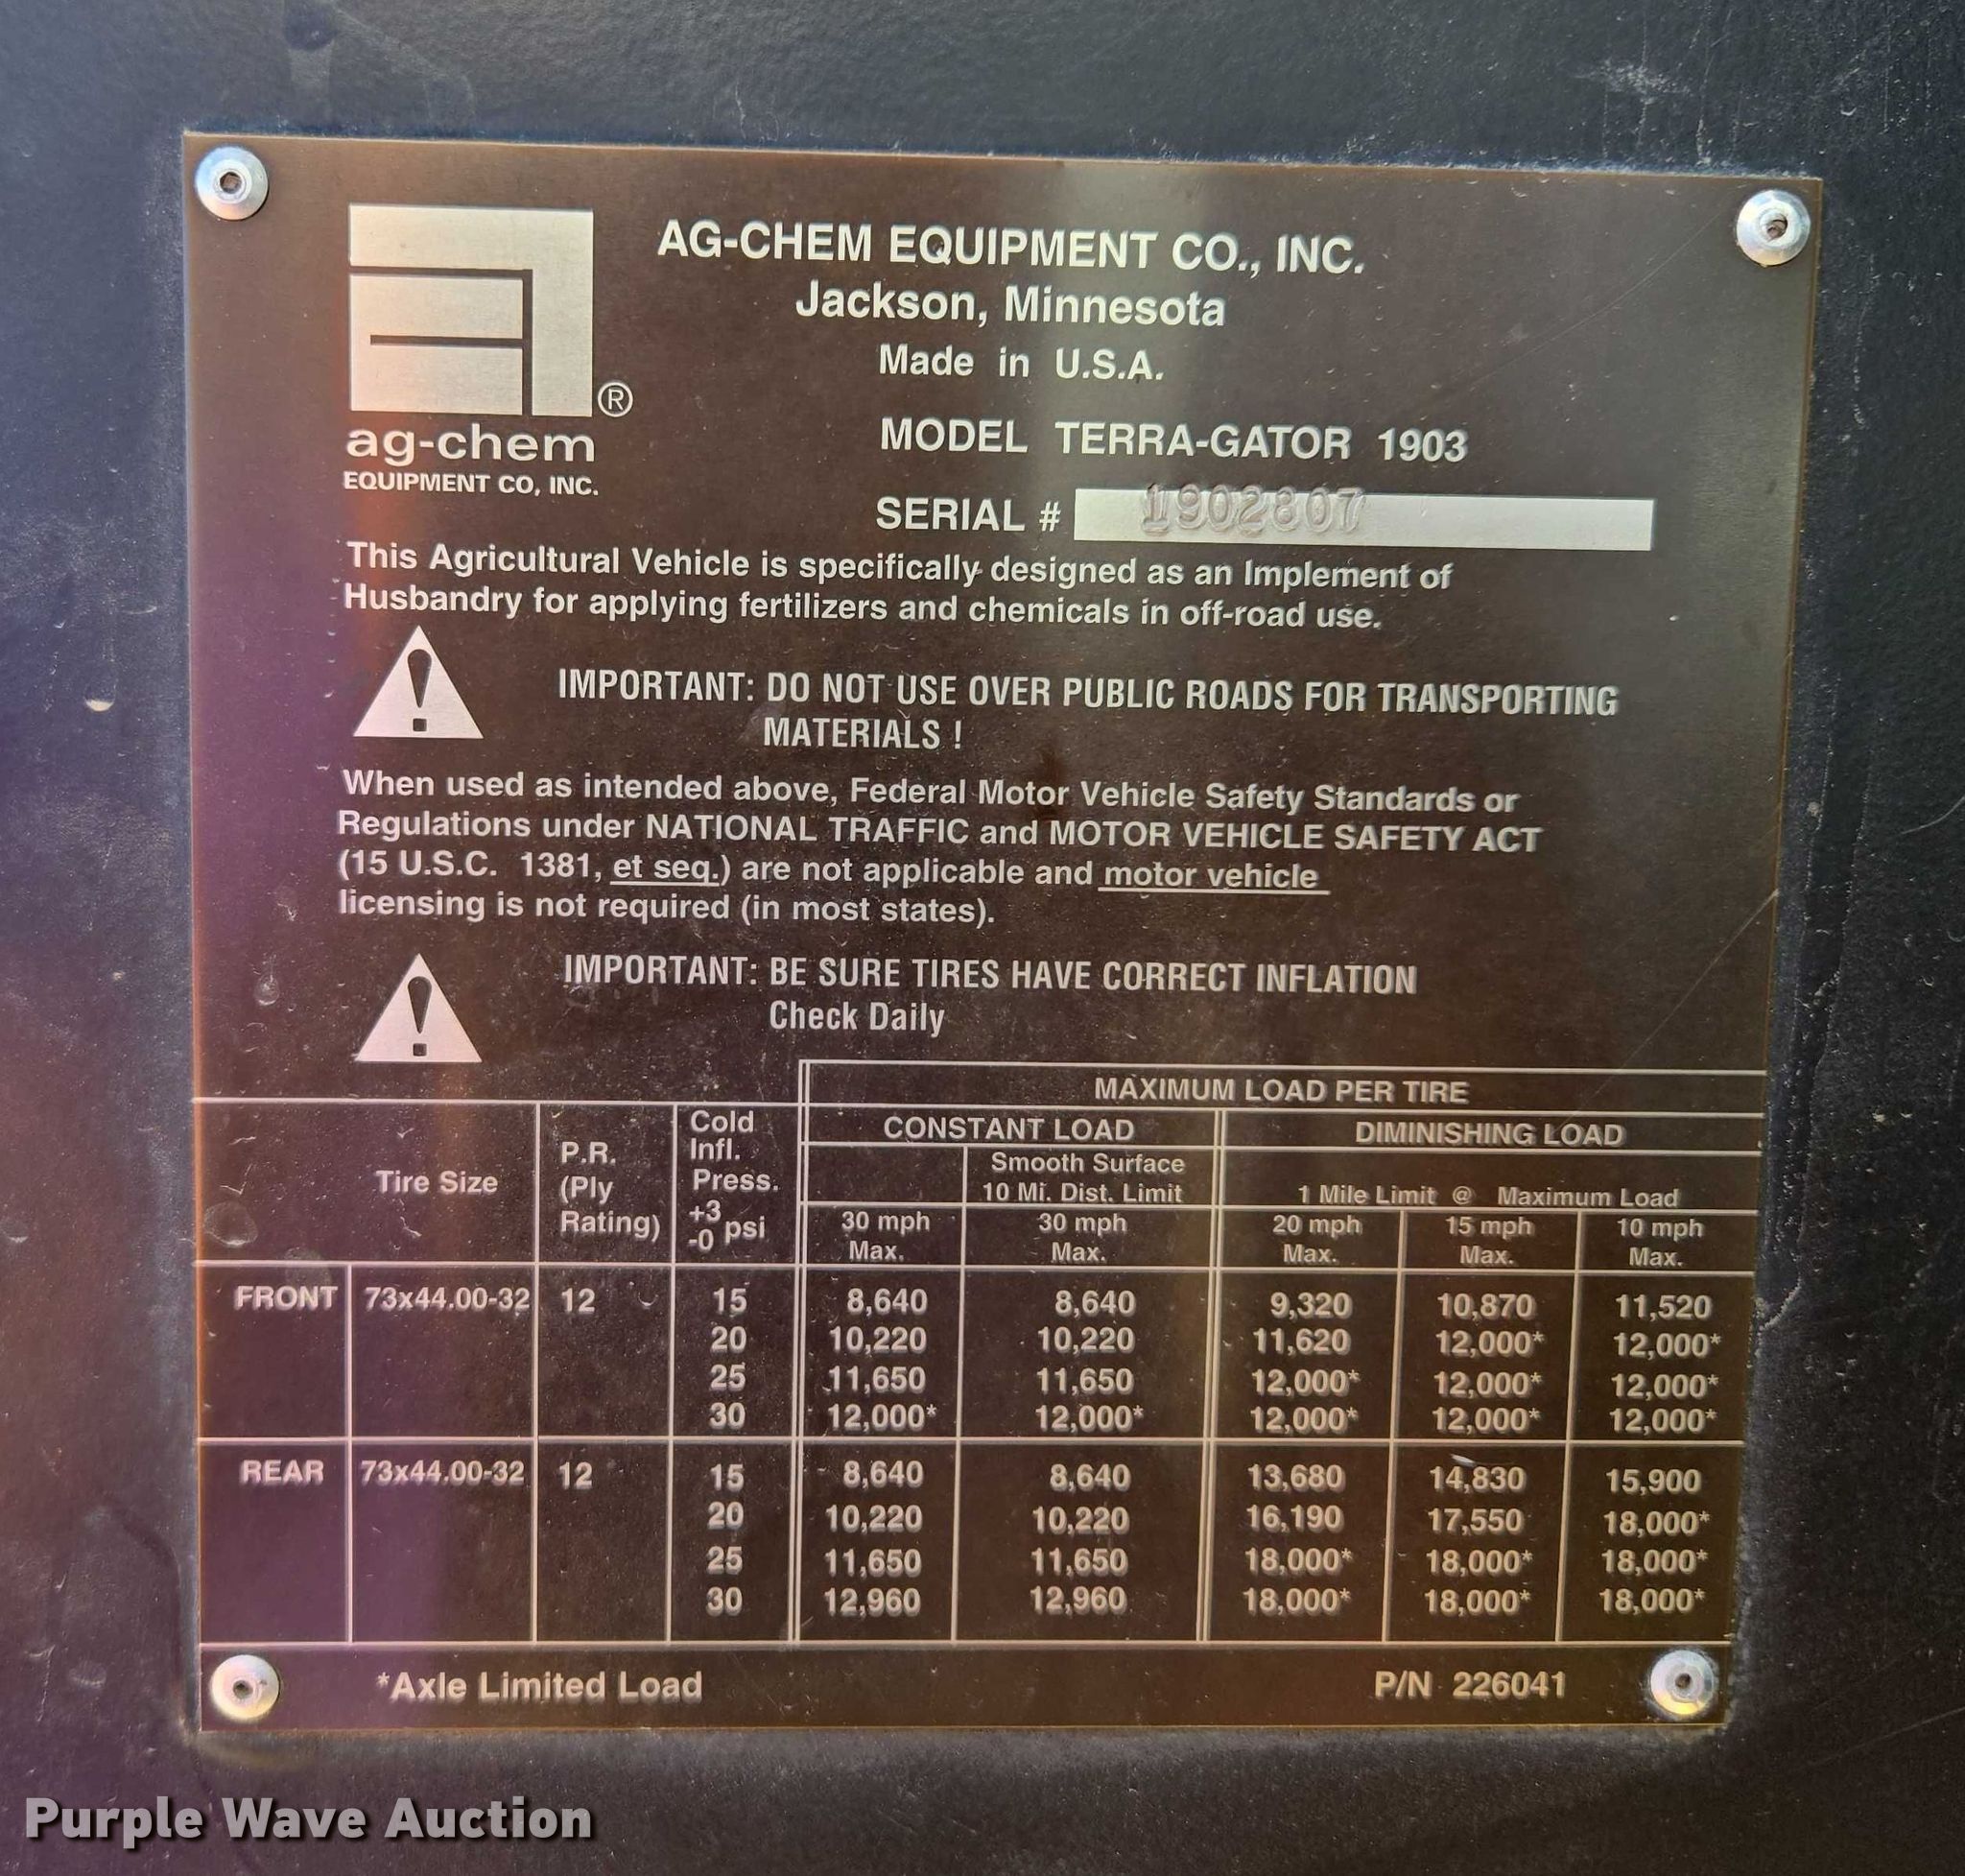 AG-CHEM EQUIPMENT CO., INC.
Jackson, Minnesota
Made in U.S.A.
®
ag-chem
EQUIPMENT CO, INC.
MODEL TERRA-GATOR 1903
SERIAL # 1902807
This Agricultural Vehicle is specifically designed as an Implement of
Husbandry for applying fertilizers and chemicals in off-road use.
IMPORTANT: DO NOT USE OVER PUBLIC ROADS FOR TRANSPORTING
MATERIALS !
When used as intended above, Federal Motor Vehicle Safety Standards or
Regulations under NATIONAL TRAFFIC and MOTOR VEHICLE SAFETY ACT
(15 U.S.C. 1381, et seq.) are not applicable and motor vehicle
licensing is not required (in most states).
IMPORTANT: BE SURE TIRES HAVE CORRECT INFLATION
Check Daily
MAXIMUM LOAD PER TIRE
CONSTANT LOAD DIMINISHING LOAD
Tire Size
P.R.
(Ply
Rating)
Cold
Infl.
Press.
+3
-0 psi
Smooth Surface
10 Mi. Dist. Limit
1 Mile Limit @ Maximum Load
30 mph 30 mph 20 mph 15 mph 10 mph
Max. Max. Max. Max. Max.
FRONT 73x44.00-32 12 15 8,640 8,640 9,320 10,870 11,520
20 10,220 10,220 11,620 12,000* 12,000*
25 11,650 11,650 12,000* 12,000* 12,000*
30 12,000* 12,000* 12,000* 12,000* 12,000*
REAR 73x44.00-32 12 15 8,640 8,640 13,680 14,830 15,900
20 10,220 10,220 16,190 17,550 18,000*
25 11,650 11,650 18,000* 18,000* 18,000*
30 12,960 12,960 18,000* 18,000* 18,000*
*Axle Limited Load P/N 226041
Purple Wave Auction